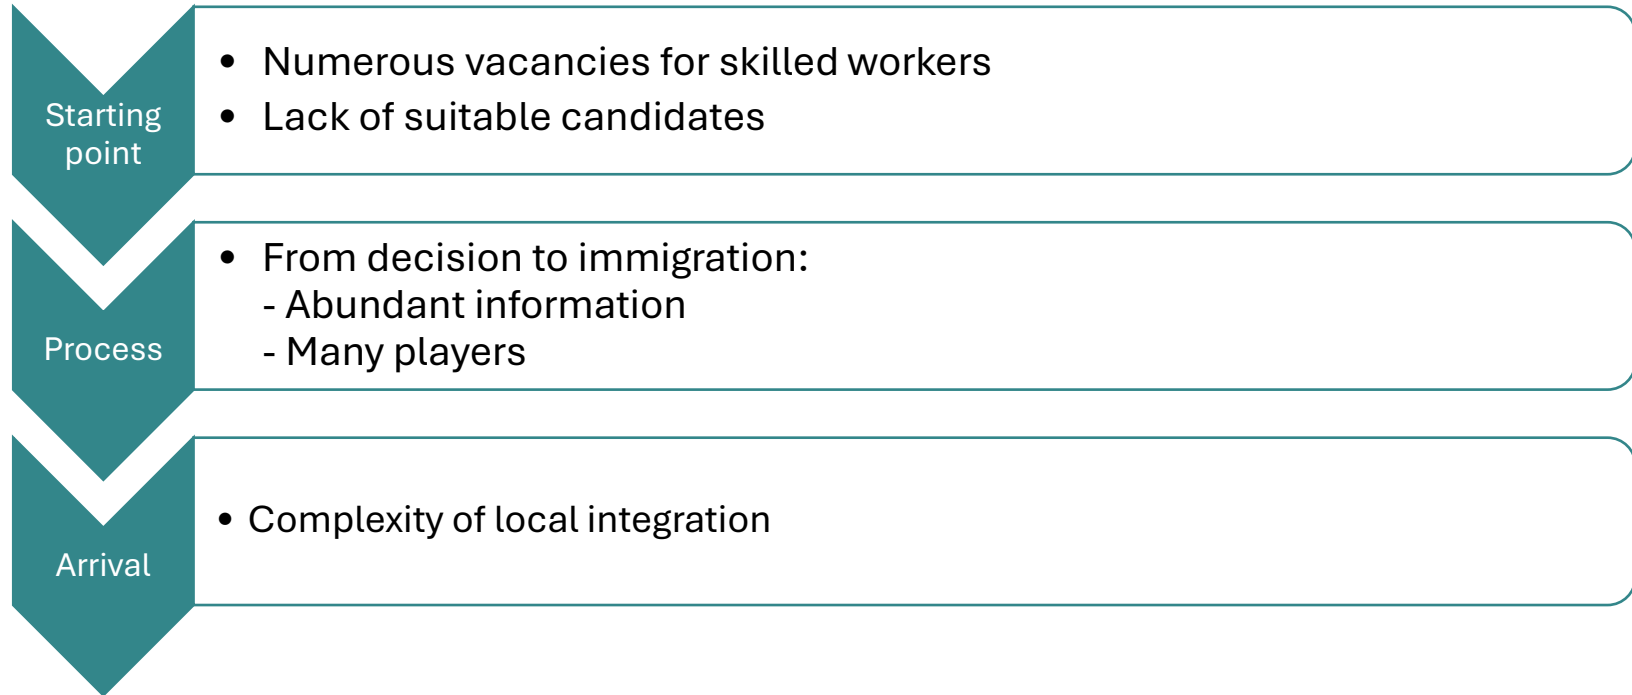 Starting
point
• Numerous vacancies for skilled workers
• Lack of suitable candidates
Process
• From decision to immigration:
- Abundant information
- Many players
Arrival
• Complexity of local integration